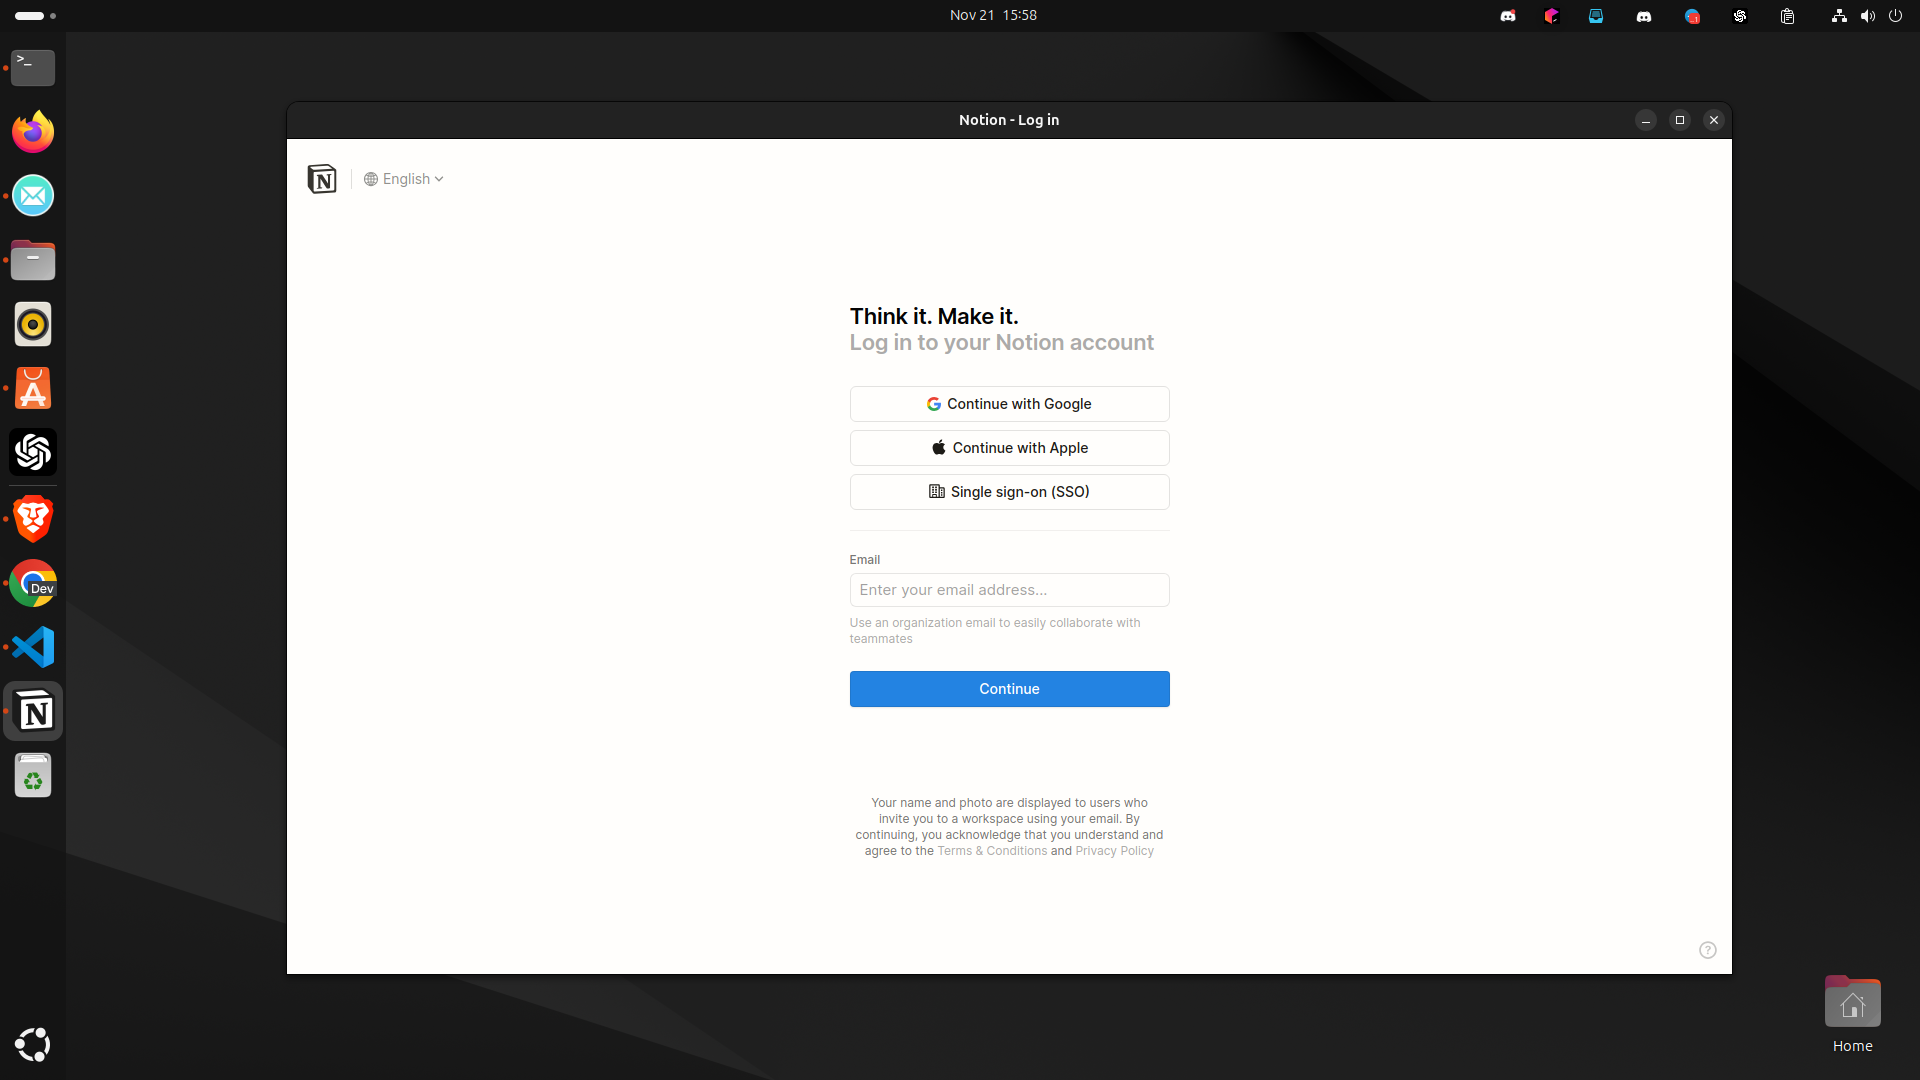 Nov 21 15:58
>_
Notion - Log in
N
English
Think it. Make it.
Log in to your Notion account
Continue with Google
Continue with Apple
Single sign-on (SSO)
Email
Enter your email address...
Use an organization email to easily collaborate with
teammates
Continue
Your name and photo are displayed to users who
invite you to a workspace using your email. By
continuing, you acknowledge that you understand and
agree to the Terms & Conditions and Privacy Policy
?
Dev
N
Home